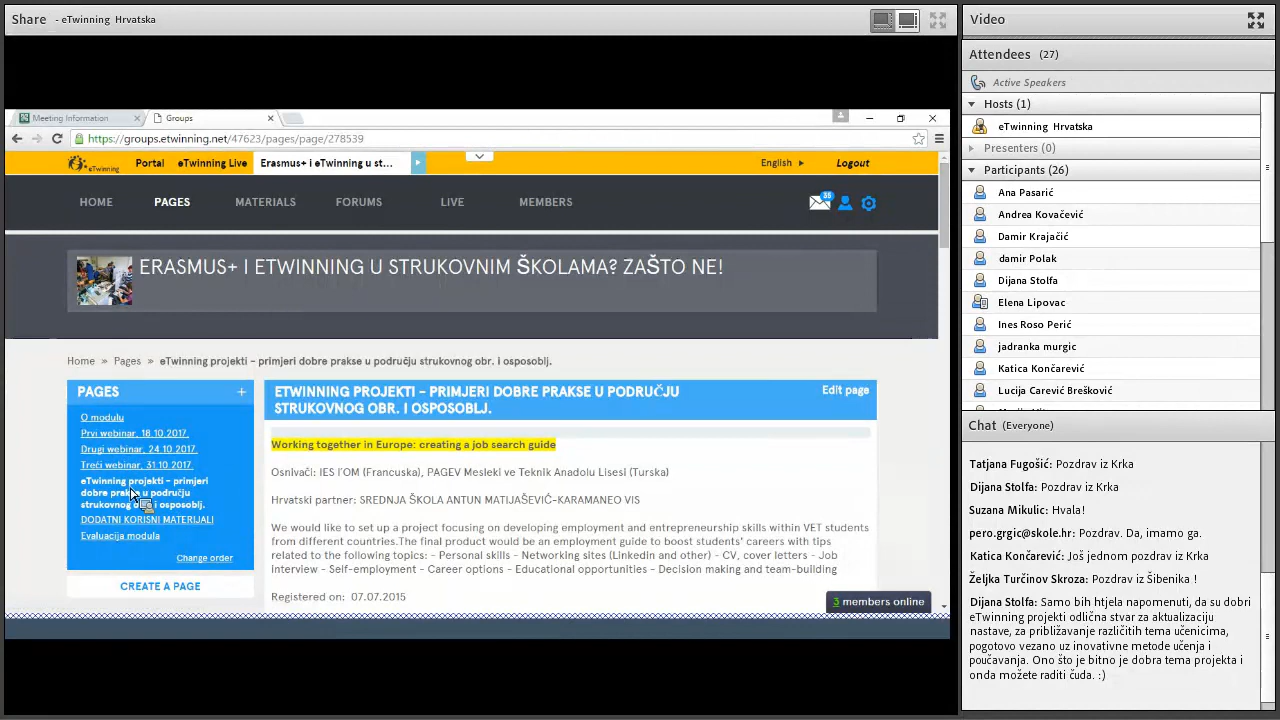 Share - eTwinning Hrvatska
Meeting Information
Groups
https://groups.etwinning.net/47623/pages/page/278539
eTwinning
Portal
eTwinning Live
Erasmus+ i eTwinning u st...
English
Logout
HOME
PAGES
MATERIALS
FORUMS
LIVE
MEMBERS
ERASMUS+ I ETWINNING U STRUKOVNIM ŠKOLAMA? ZAŠTO NE!
Home » Pages » eTwinning projekti – primjeri dobre prakse u području strukovnog obr. i osposoblj.
PAGES +
O modulu
Prvi webinar, 18.10 2017.
Drugi webinar, 24.10 2017.
Treći webinar, 31.10 2017.
eTwinning projekti – primjeri
dobre prakse u području
strukovnog obr. i osposoblj.
DODATNI KORISNI MATERIJALI
Evaluacija modula
Change order
CREATE A PAGE
ETWINNING PROJEKTI – PRIMJERI DOBRE PRAKSE U PODRUČJU
STRUKOVNOG OBR. I OSPOSOBLJ.
Edit page
Working together in Europe: creating a job search guide
Osnivači: IES l'OM (Francuska), PAGEV Mesleki ve Teknik Anadolu Lisesi (Turska)
Hrvatski partner: SREDNJA ŠKOLA ANTUN MATIJAŠEVIĆ-KARAMANEO VIS
We would like to set up a project focusing on developing employment and entrepreneurship skills within VET students
from different countries.The final product would be an employment guide to boost students' careers with tips
related to the following topics: - Personal skills - Networking sites (Linkedin and other) - CV, cover letters - Job
interview - Self-employment - Career options - Educational opportunities - Decision making and team-building
Registered on: 07.07.2015
3 members online
Video
Attendees (27)
Active Speakers
Hosts (1)
eTwinning Hrvatska
Presenters (0)
Participants (26)
Ana Pasarić
Andrea Kovačević
Damir Krajačić
damir Polak
Dijana Stolfa
Elena Lipovac
Ines Roso Perić
jadranka murgic
Katica Končarević
Lucija Carević Brešković
Chat (Everyone)
Tatjana Fugošić: Pozdrav iz Krka
Dijana Stolfa: Pozdrav iz Krka
Suzana Mikulic: Hvala!
pero.grgic@skole.hr: Pozdrav. Da, imamo ga.
Katica Končarević: Još jednom pozdrav iz Krka
Željka Turčinov Skroza: Pozdrav iz Šibenika !
Dijana Stolfa: Samo bih htjela napomenuti, da su dobri
eTwinning projekti odlična stvar za aktualizaciju
nastave, za približavanje različitih tema učenicima,
pogotovo vezano uz inovativne metode učenja i
poučavanja. Ono što je bitno je dobra tema projekta i
onda možete raditi čuda. :)